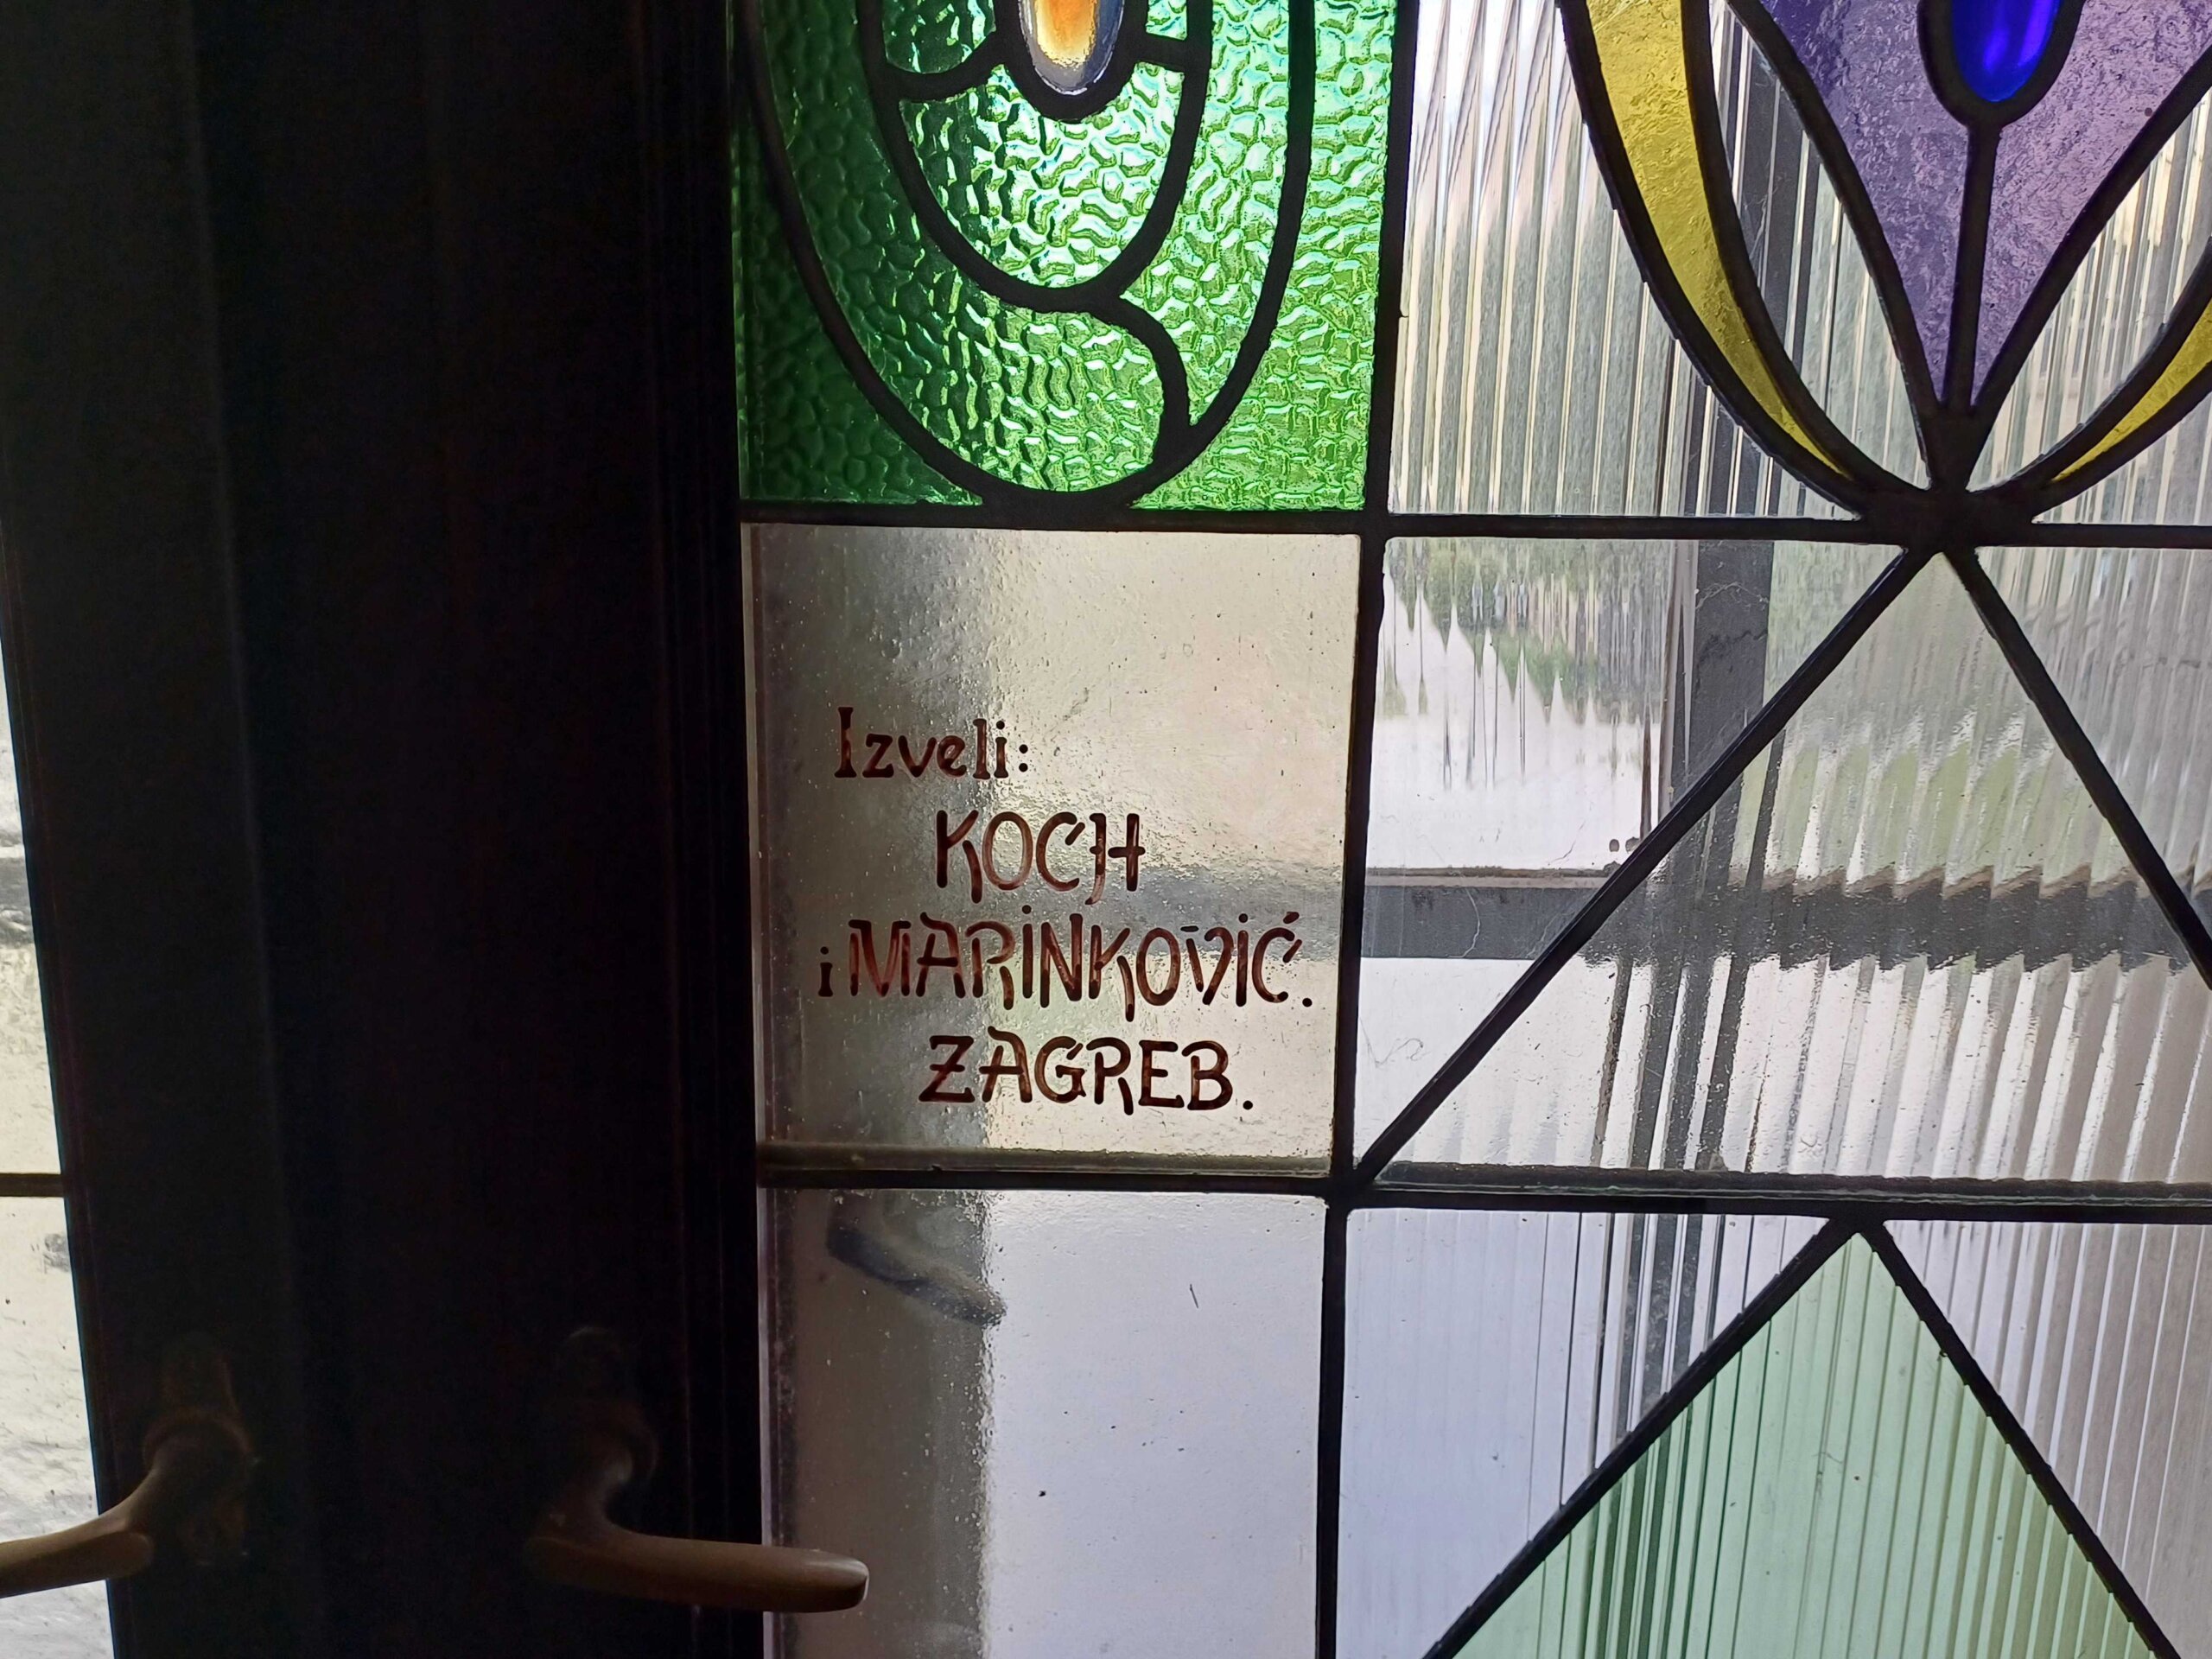 Izveli:
KOCH
i MARINKOVIĆ.
ZAGREB.